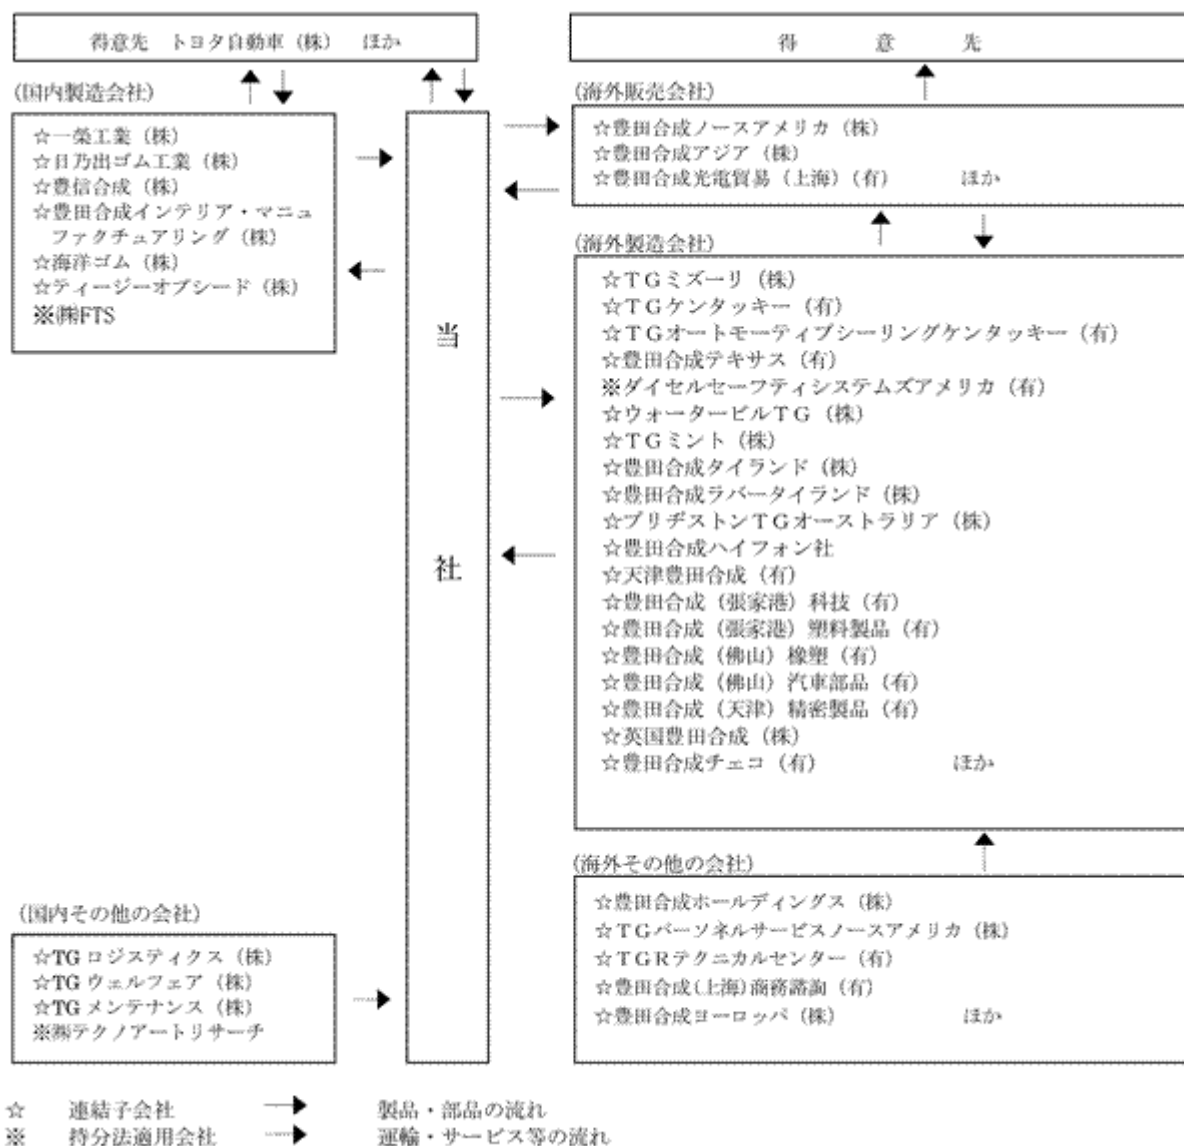 得意先 トヨタ自動車(株) ほか
(国内製造会社)
☆一榮工業(株)
☆日乃出ゴム工業(株)
☆豊信合成(株)
☆豊田合成インテリア・マニュ
ファクチュアリング(株)
☆海洋ゴム(株)
☆ティージーオプシード(株)
※㈱FTS
当
社
(国内その他の会社)
☆TGロジスティクス(株)
☆TGウェルフェア(株)
☆TGメンテナンス(株)
※㈱テクノアートリサーチ
得 意 先
(海外販売会社)
☆豊田合成ノースアメリカ(株)
☆豊田合成アジア(株)
☆豊田合成光電貿易(上海)(有) ほか
(海外製造会社)
☆TGミズーリ(株)
☆TGケンタッキー(有)
☆TGオートモーティブシーリングケンタッキー(有)
☆豊田合成テキサス(有)
※ダイセルセーフティシステムズアメリカ(有)
☆ウォータービルTG(株)
☆TGミント(株)
☆豊田合成タイランド(株)
☆豊田合成ラバータイランド(株)
☆ブリヂストンTGオーストラリア(株)
☆豊田合成ハイフォン社
☆天津豊田合成(有)
☆豊田合成(張家港)科技(有)
☆豊田合成(張家港)塑料製品(有)
☆豊田合成(佛山)橡塑(有)
☆豊田合成(佛山)汽車部品(有)
☆豊田合成(天津)精密製品(有)
☆英国豊田合成(株)
☆豊田合成チェコ(有) ほか
(海外その他の会社)
☆豊田合成ホールディングス(株)
☆TGパーソネルサービスノースアメリカ(株)
☆TGRテクニカルセンター(有)
☆豊田合成(上海)商務諮詢(有)
☆豊田合成ヨーロッパ(株) ほか
☆ 連結子会社 → 製品・部品の流れ
※ 持分法適用会社 → 運輸・サービス等の流れ